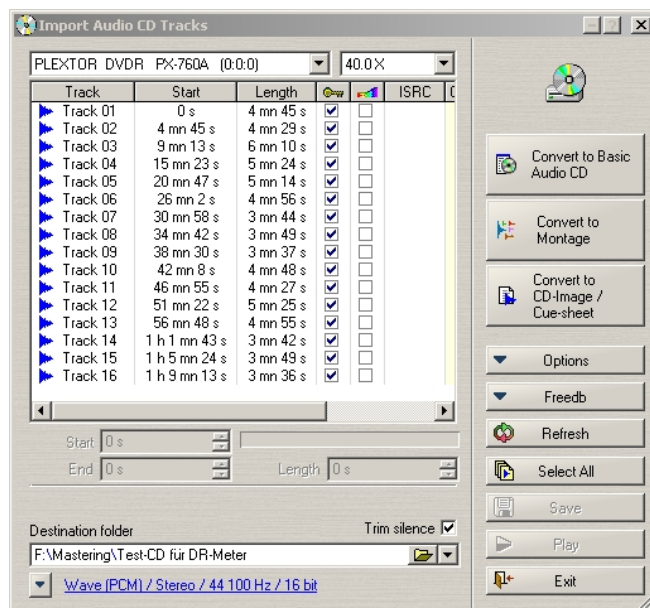 Import Audio CD Tracks
PLEXTOR DVDR PX-760A (0:0:0) 40.0 X
Track Start Length ISRC
Track 01 0 s 4 mn 45 s
Track 02 4 mn 45 s 4 mn 29 s
Track 03 9 mn 13 s 6 mn 10 s
Track 04 15 mn 23 s 5 mn 24 s
Track 05 20 mn 47 s 5 mn 14 s
Track 06 26 mn 2 s 4 mn 56 s
Track 07 30 mn 58 s 3 mn 44 s
Track 08 34 mn 42 s 3 mn 49 s
Track 09 38 mn 30 s 3 mn 37 s
Track 10 42 mn 8 s 4 mn 48 s
Track 11 46 mn 55 s 4 mn 27 s
Track 12 51 mn 22 s 5 mn 25 s
Track 13 56 mn 48 s 4 mn 55 s
Track 14 1 h 1 mn 43 s 3 mn 42 s
Track 15 1 h 5 mn 24 s 3 mn 49 s
Track 16 1 h 9 mn 13 s 3 mn 36 s
Start 0 s
End 0 s Length 0 s
Destination folder Trim silence
F:\Mastering\Test-CD für DR-Meter
Wave (PCM) / Stereo / 44 100 Hz / 16 bit
Convert to Basic
Audio CD
Convert to
Montage
Convert to
CD-Image /
Cue-sheet
Options
Freedb
Refresh
Select All
Save
Play
Exit